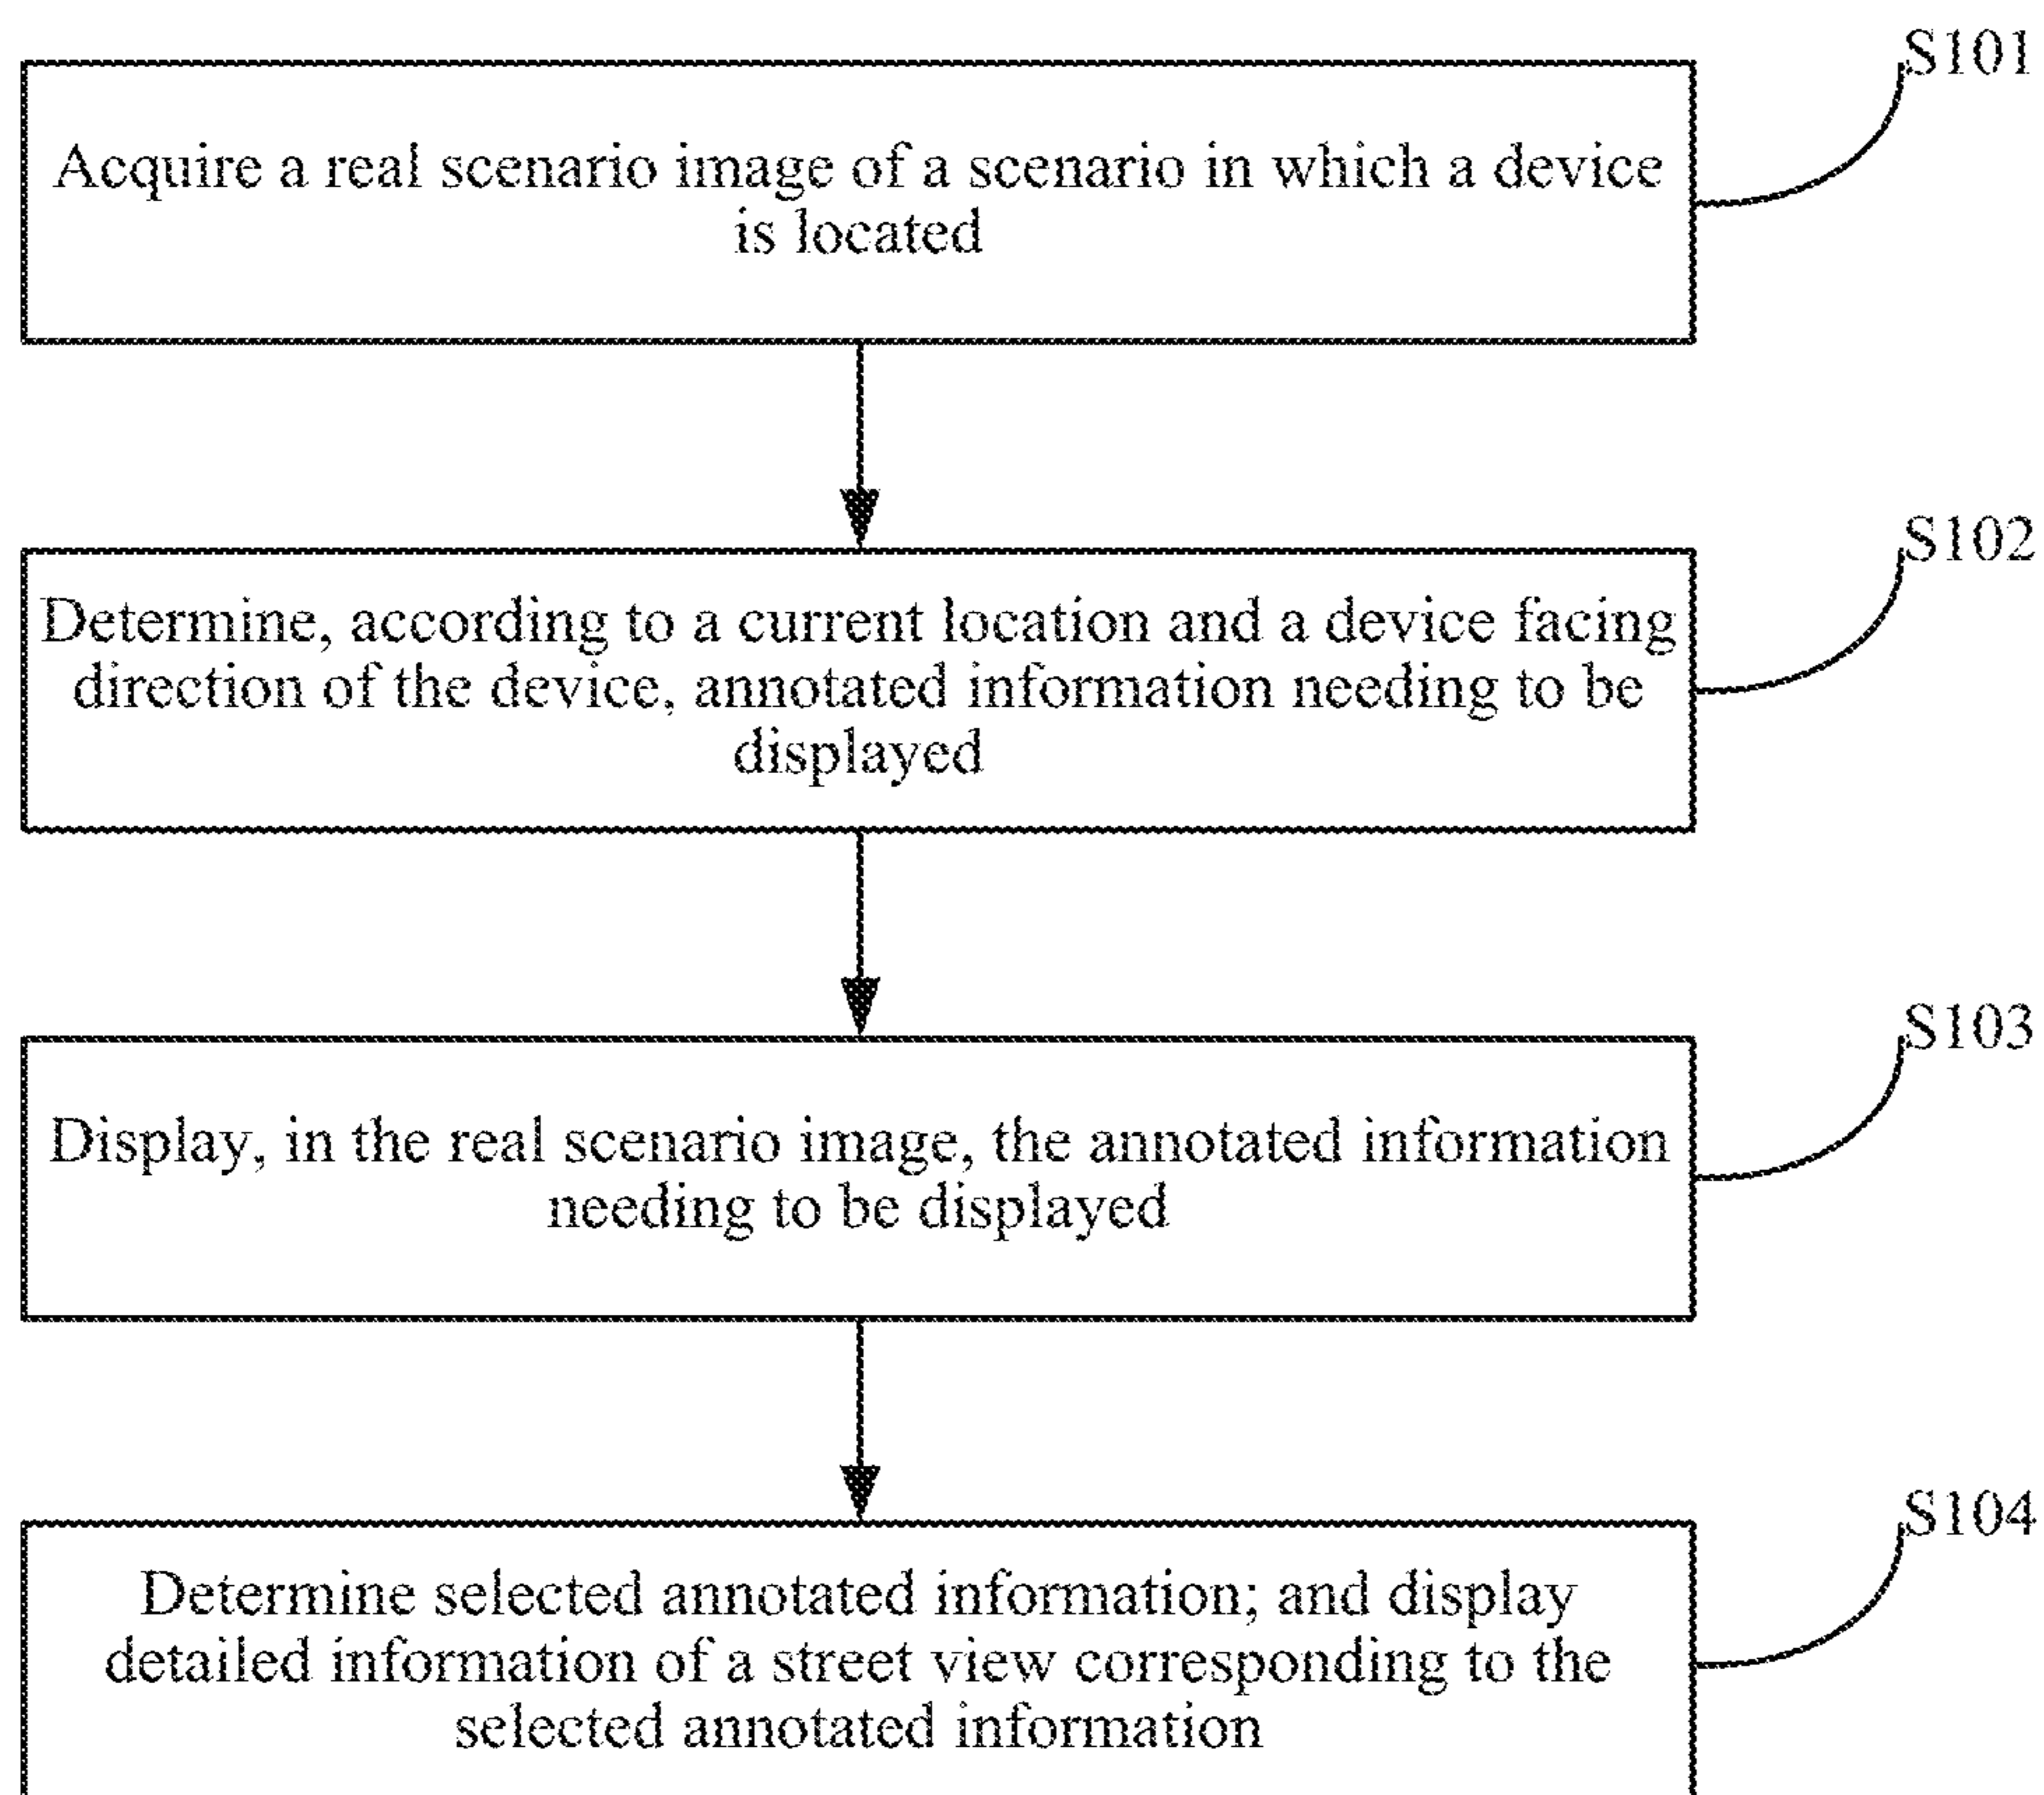 S101
Acquire a real scenario image of a scenario in which a device
is located
S102
Determine, according to a current location and a device facing
direction of the device, annotated information needing to be
displayed
S103
Display, in the real scenario image, the annotated information
needing to be displayed
S104
Determine selected annotated information; and display
detailed information of a street view corresponding to the
selected annotated information